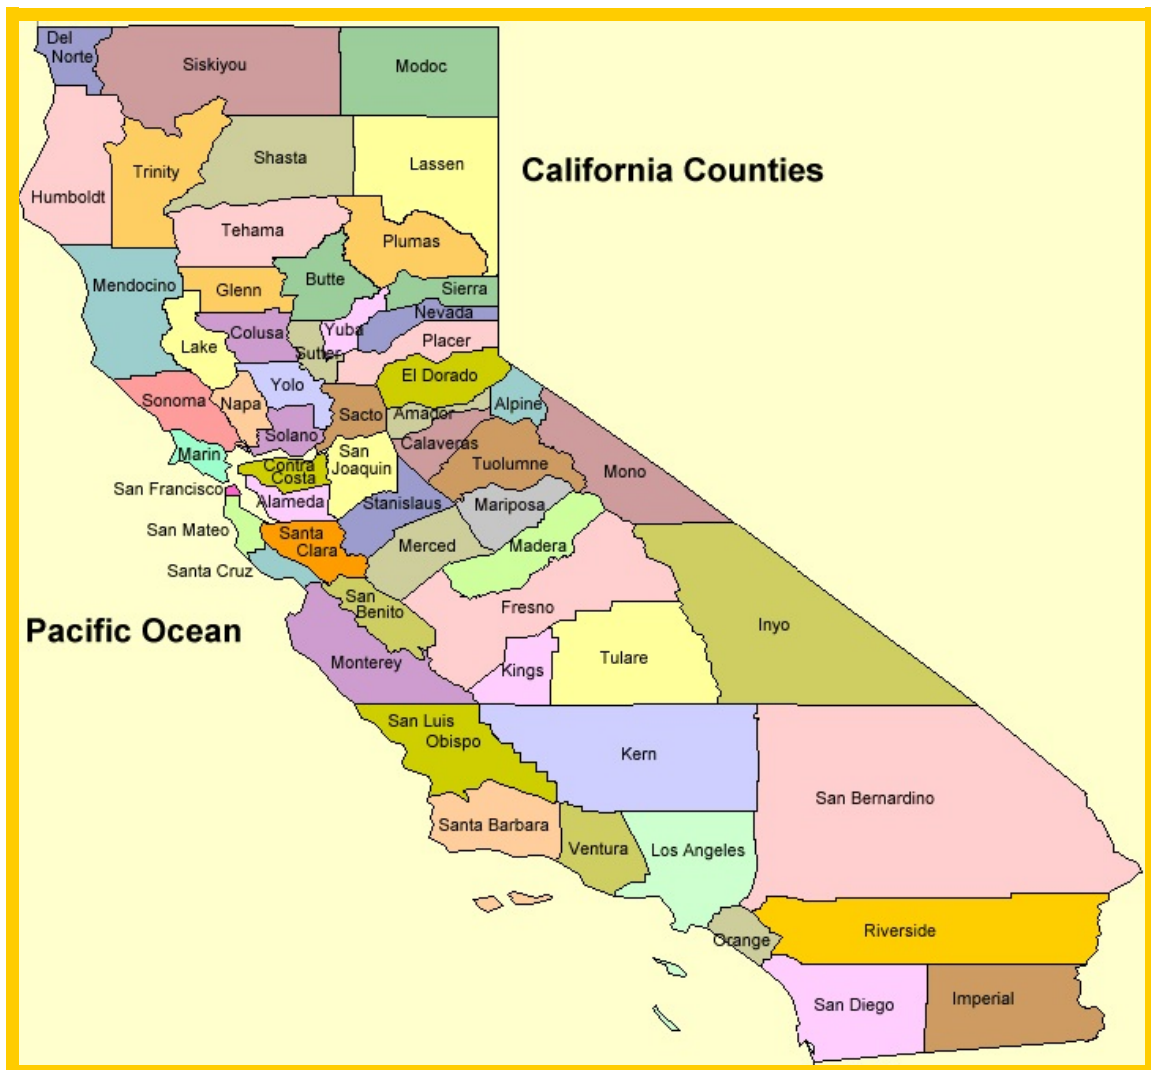 Del
Norte
Siskiyou
Modoc
Shasta
Lassen
California Counties
Trinity
Humboldt
Tehama
Plumas
Mendocino
Butte
Glenn
Sierra
Nevada
Yuba
Colusa
Placer
Lake
Sutter
El Dorado
Yolo
Sonoma
Napa
Alpine
Sacto
Amador
Solano
Calaveras
Marin
San
Joaquin
Contra
Costa
Tuolumne
Mono
San Francisco
Alameda
Stanislaus
Mariposa
San Mateo
Santa
Clara
Merced
Madera
Santa Cruz
San
Benito
Fresno
Inyo
Pacific Ocean
Monterey
Kings
Tulare
San Luis
Obispo
Kern
San Bernardino
Santa Barbara
Ventura
Los Angeles
Riverside
Orange
San Diego
Imperial